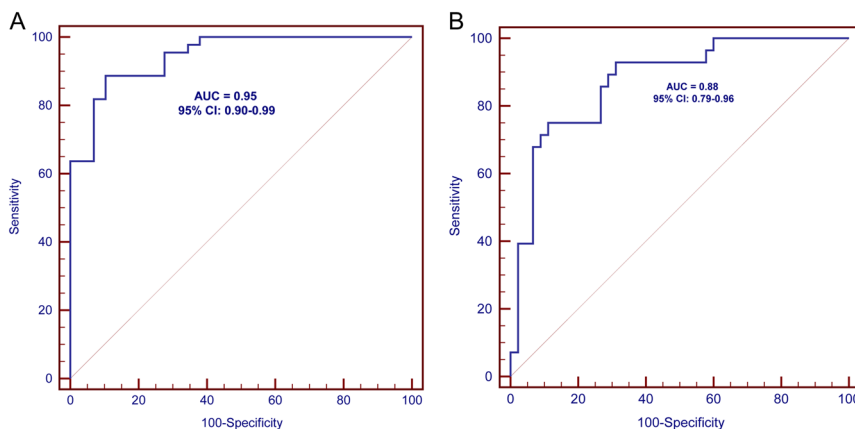 A
100
80
60
40
20
0
Sensitivity
AUC = 0.95
95% CI: 0.90-0.99
0 20 40 60 80 100
100-Specificity
B
100
80
60
40
20
0
Sensitivity
AUC = 0.88
95% CI: 0.79-0.96
0 20 40 60 80 100
100-Specificity